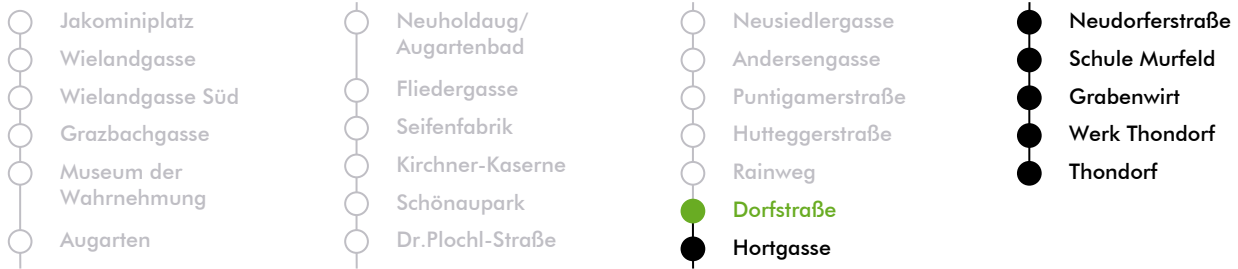 Jakominiplatz
Wielandgasse
Wielandgasse Süd
Grazbachgasse
Museum der
Wahrnehmung
Augarten
Neuholdaug/
Augartenbad
Fliedergasse
Seifenfabrik
Kirchner-Kaserne
Schönaupark
Dr.Plochl-Straße
Neusiedlergasse
Andersengasse
Puntigamerstraße
Hutteggerstraße
Rainweg
Dorfstraße
Hortgasse
Neudorferstraße
Schule Murfeld
Grabenwirt
Werk Thondorf
Thondorf